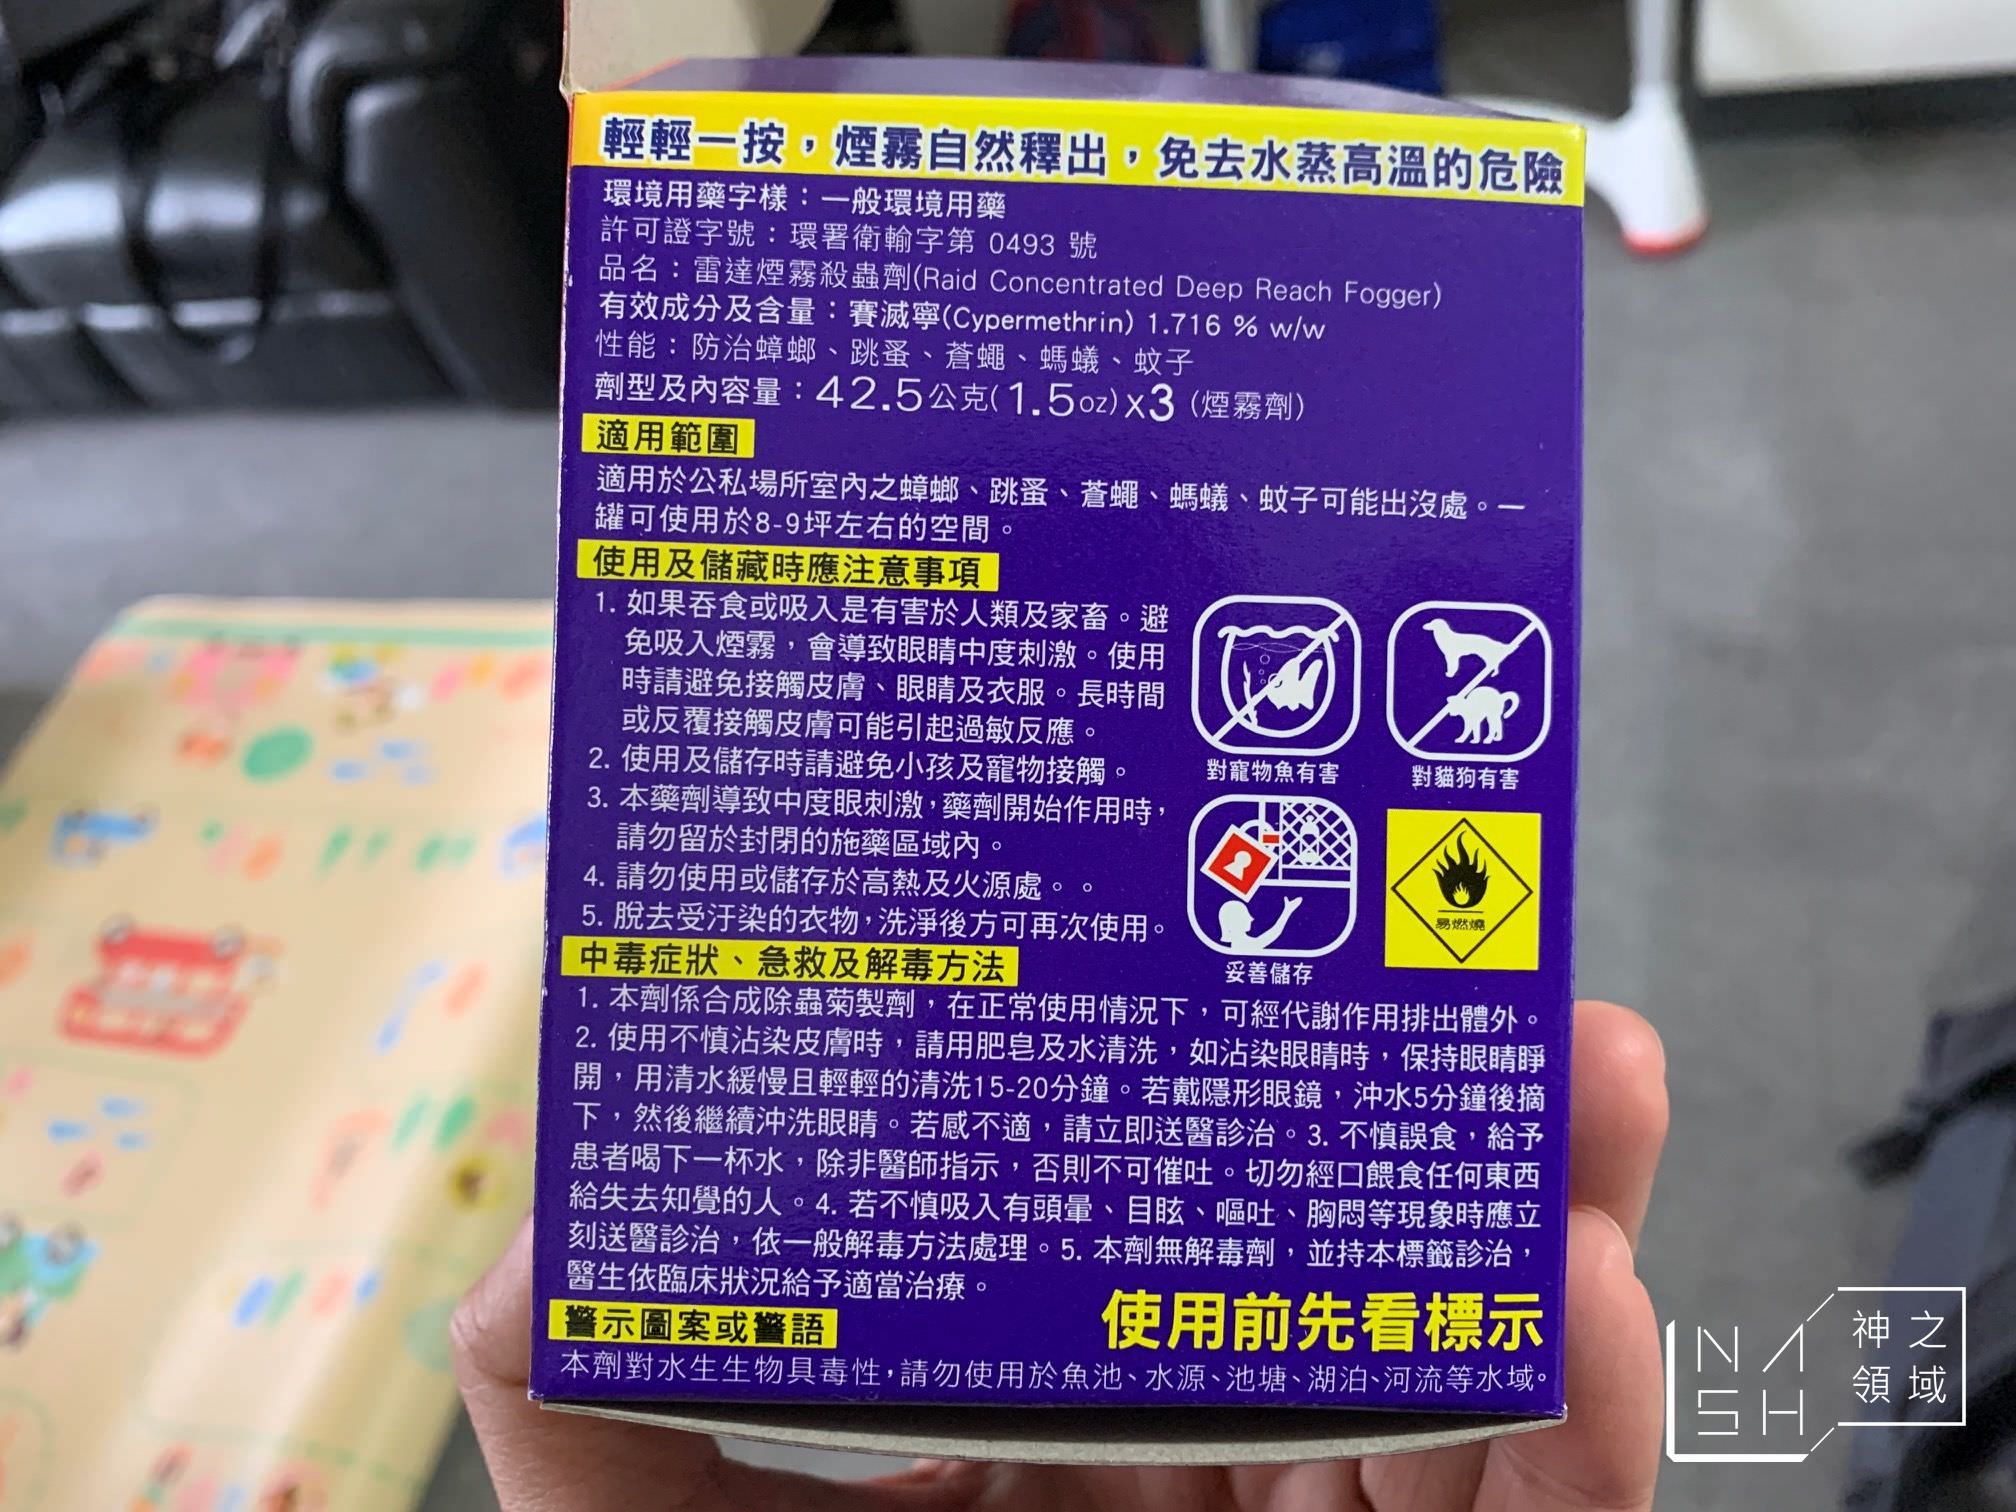 輕輕一按，煙霧自然釋出，免去水蒸高溫的危險
環境用藥字樣：一般環境用藥
許可證字號：環署衛輸字第 0493 號
品名：雷達煙霧殺蟲劑(Raid Concentrated Deep Reach Fogger)
有效成分及含量：賽滅寧(Cypermethrin) 1.716 % w/w
性能：防治蟑螂、跳蚤、蒼蠅、螞蟻、蚊子
劑型及內容量：42.5公克(1.5oz)x3 (煙霧劑)
適用範圍
適用於公私場所室內之蟑螂、跳蚤、蒼蠅、螞蟻、蚊子可能出沒處。一
罐可使用於8-9坪左右的空間。
使用及儲藏時應注意事項
1. 如果吞食或吸入是有害於人類及家畜。避
免吸入煙霧，會導致眼睛中度刺激。使用
時請避免接觸皮膚、眼睛及衣服。長時間
或反覆接觸皮膚可能引起過敏反應。
2. 使用及儲存時請避免小孩及寵物接觸。
3. 本藥劑導致中度眼刺激，藥劑開始作用時，
請勿留於封閉的施藥區域內。
4. 請勿使用或儲存於高熱及火源處。。
5. 脫去受汙染的衣物，洗淨後方可再次使用。
對寵物魚有害
對貓狗有害
妥善儲存
易燃燒
中毒症狀、急救及解毒方法
1. 本劑係合成除蟲菊製劑，在正常使用情況下，可經代謝作用排出體外。
2. 使用不慎沾染皮膚時，請用肥皂及水清洗，如沾染眼睛時，保持眼睛睜
開，用清水緩慢且輕輕的清洗15-20分鐘。若戴隱形眼鏡，沖水5分鐘後摘
下，然後繼續沖洗眼睛。若感不適，請立即送醫診治。3. 不慎誤食，給予
患者喝下一杯水，除非醫師指示，否則不可催吐。切勿經口餵食任何東西
給失去知覺的人。4. 若不慎吸入有頭暈、目眩、嘔吐、胸悶等現象時應立
刻送醫診治，依一般解毒方法處理。5. 本劑無解毒劑，並持本標籤診治，
醫生依臨床狀況給予適當治療。
使用前先看標示
警示圖案或警語
本劑對水生生物具毒性，請勿使用於魚池、水源、池塘、湖泊、河流等水域。
NASH
神之
領域